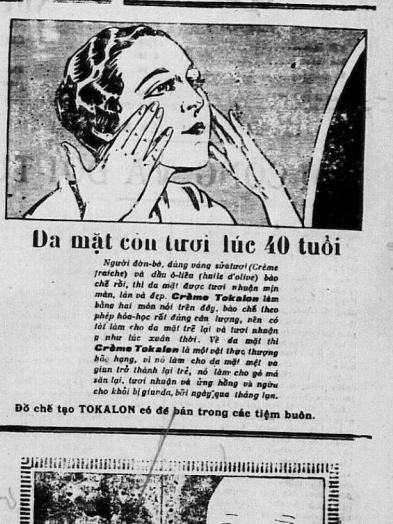 Da mặt còn tươi lúc 40 tuổi
Người đờn-bà, dùng váng sữa tươi (Crème
fraiche) và dầu ô-liêu (huile d'olive) bào
chế rồi, thì da mặt được tươi nhuận mịn
màn, láng và đẹp. Crème Tokalon làm
bằng hai món nói trên đây, bào chế theo
phép hóa-học rất đúng cân lượng, nên có
tài làm cho da mặt trẻ lại và tươi nhuận
y như lúc xuân thời. Về da mặt thì
Crème Tokalon là một vật thực thượng
hảo hạng, vì nó làm cho da mặt mệt và
giun trở thành lại trẻ, nó làm cho gò má
săn lại, tươi nhuận và ửng hồng và ngừa
cho khỏi bị giun da, bởi ngày qua tháng lụn.
Đồ chế tạo TOKALON có để bán trong các tiệm buôn.